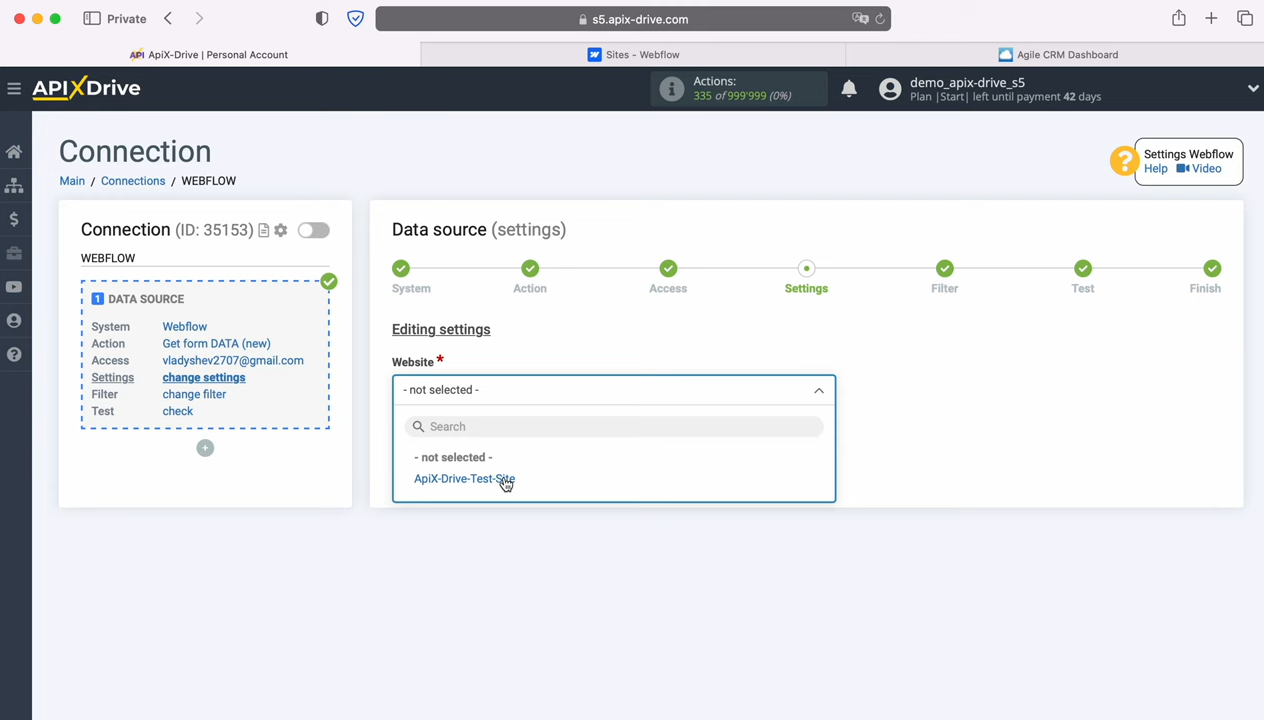 Private
s5.apix-drive.com
API ApiX-Drive | Personal Account
Sites - Webflow
Agile CRM Dashboard
APIXDrive
Actions:
335 of 999'999 (0%)
demo_apix-drive_s5
Plan |Start| left until payment 42 days
Connection
Main / Connections / WEBFLOW
Settings Webflow
Help Video
Connection (ID: 35153)
WEBFLOW
1 DATA SOURCE
System Webflow
Action Get form DATA (new)
Access vladyshev2707@gmail.com
Settings change settings
Filter change filter
Test check
Data source (settings)
System
Action
Access
Settings
Filter
Test
Finish
Editing settings
Website *
- not selected -
Search
- not selected -
ApiX-Drive-Test-Site